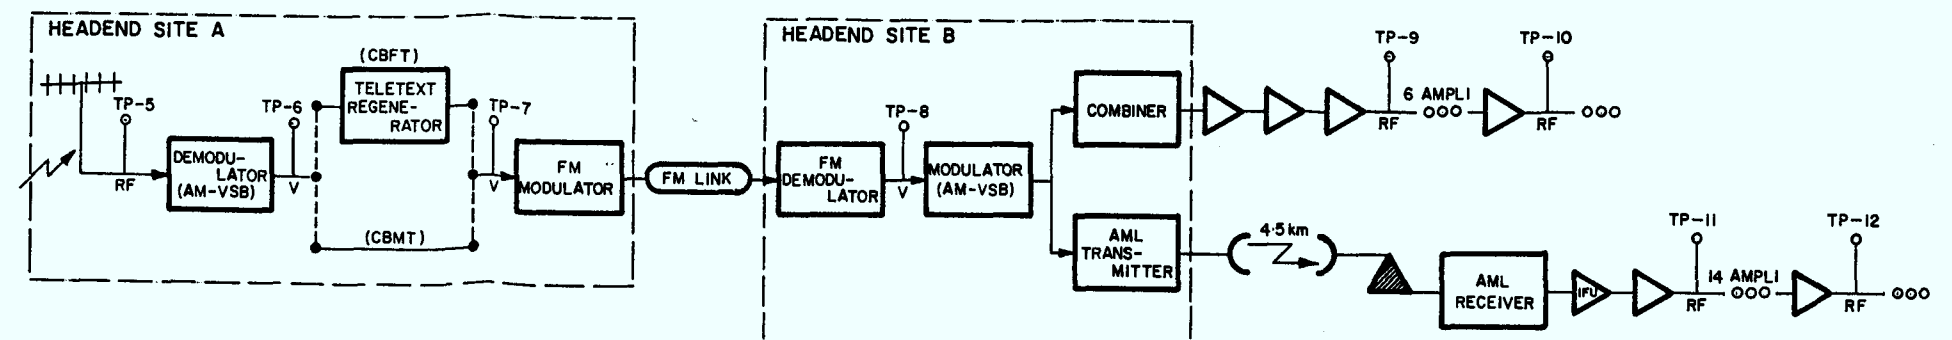 HEADEND SITE A
(CBFT)
TELETEXT
REGENE-
RATOR
TP-5
TP-6
TP-7
RF
DEMODU-
LATOR
(AM-VSB)
V
V
FM
MODULATOR
(CBMT)
FM LINK
HEADEND SITE B
FM
DEMODU-
LATOR
TP-8
V
MODULATOR
(AM-VSB)
COMBINER
TP-9
RF
6 AMPLI
TP-10
RF
AML
TRANS-
MITTER
4.5km
AML
RECEIVER
IFU
TP-11
RF
14 AMPLI
TP-12
RF